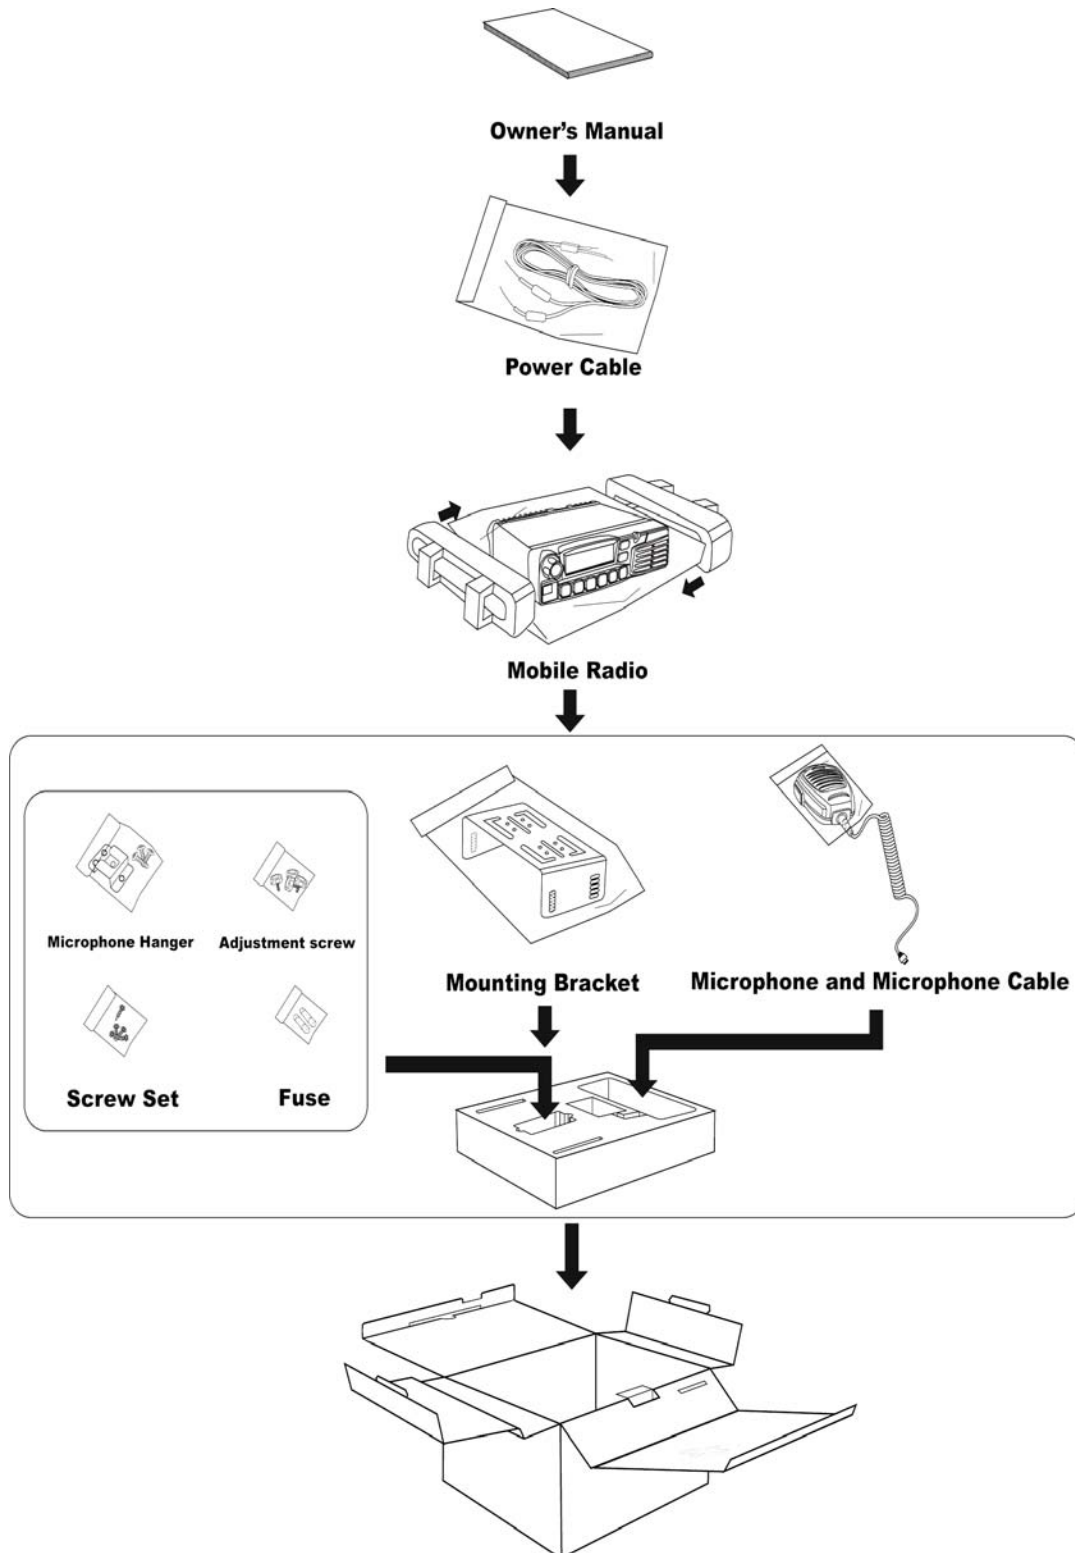 Owner's Manual
Power Cable
Mobile Radio
Microphone Hanger
Adjustment screw
Mounting Bracket
Microphone and Microphone Cable
Screw Set
Fuse